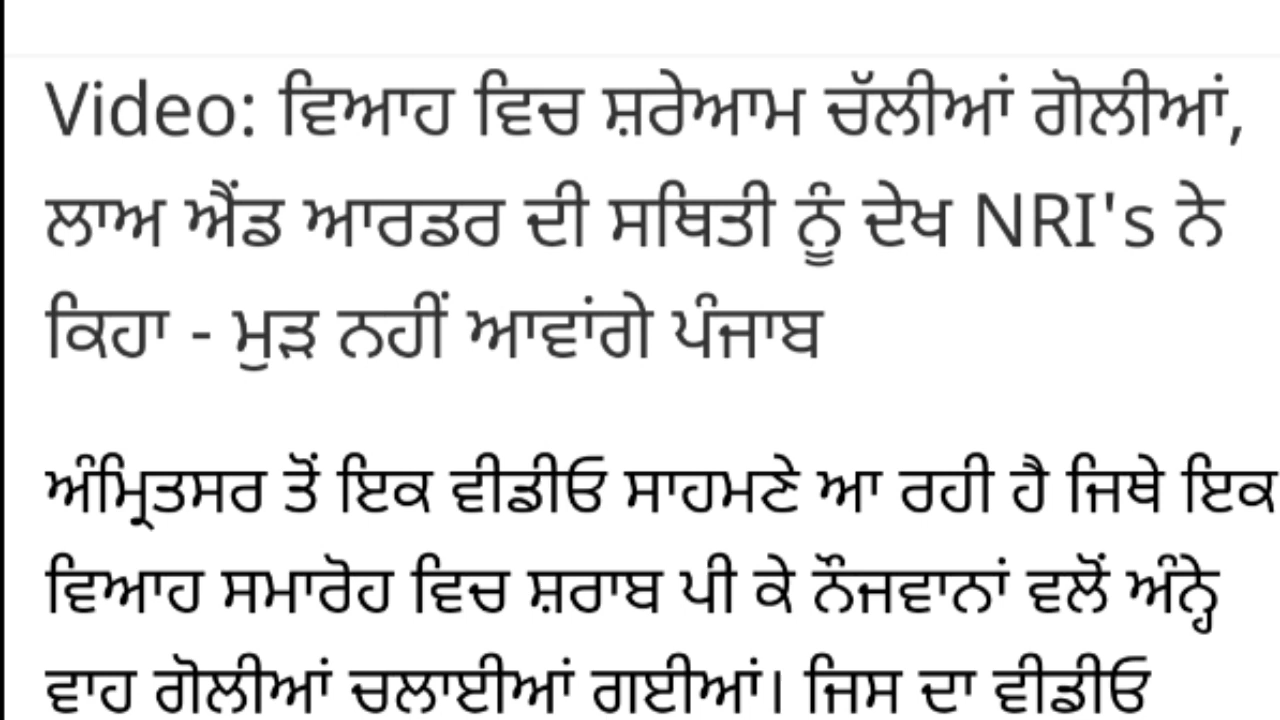 Video: ਵਿਆਹ ਵਿਚ ਸ਼ਰੇਆਮ ਚੱਲੀਆਂ ਗੋਲੀਆਂ,
ਲਾਅ ਐਂਡ ਆਰਡਰ ਦੀ ਸਥਿਤੀ ਨੂੰ ਦੇਖ NRI's ਨੇ
ਕਿਹਾ - ਮੁੜ ਨਹੀਂ ਆਵਾਂਗੇ ਪੰਜਾਬ
ਅੰਮ੍ਰਿਤਸਰ ਤੋਂ ਇਕ ਵੀਡੀਓ ਸਾਹਮਣੇ ਆ ਰਹੀ ਹੈ ਜਿਥੇ ਇਕ
ਵਿਆਹ ਸਮਾਰੋਹ ਵਿਚ ਸ਼ਰਾਬ ਪੀ ਕੇ ਨੌਜਵਾਨਾਂ ਵਲੋਂ ਅੰਨ੍ਹੇ
ਵਾਹ ਗੋਲੀਆਂ ਚਲਾਈਆਂ ਗਈਆਂ। ਜਿਸ ਦਾ ਵੀਡੀਓ